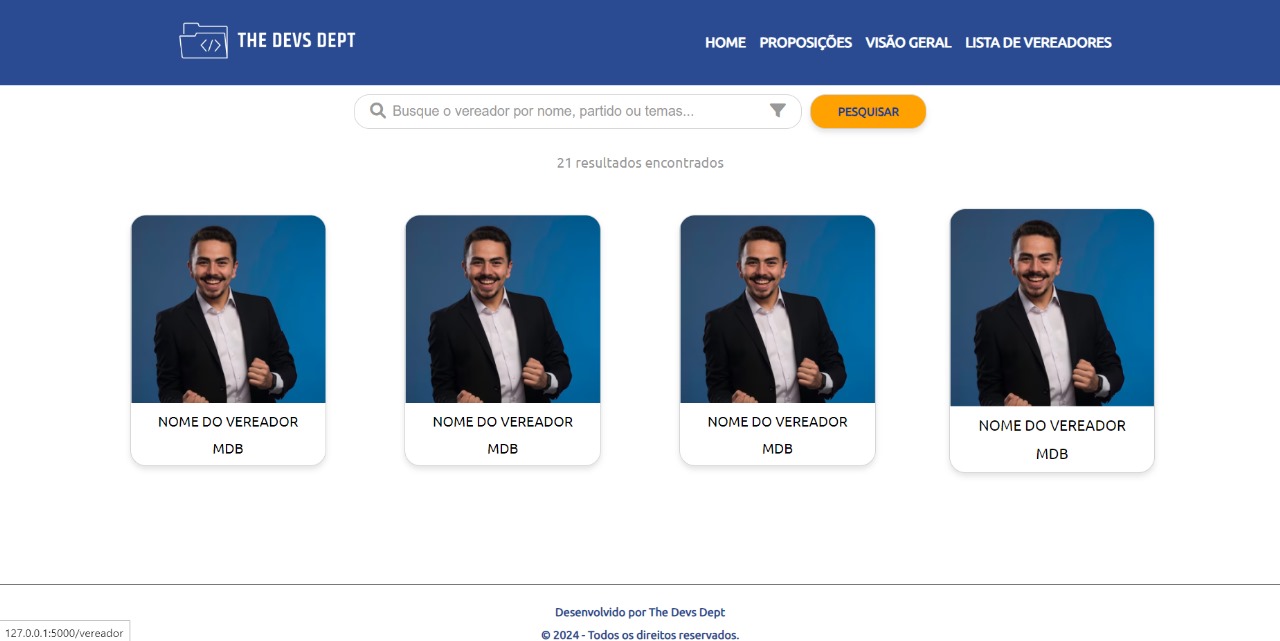 THE DEVS DEPT
HOME PROPOSIÇÕES VISÃO GERAL LISTA DE VEREADORES
Busque o vereador por nome, partido ou temas... PESQUISAR
21 resultados encontrados
NOME DO VEREADOR
MDB
NOME DO VEREADOR
MDB
NOME DO VEREADOR
MDB
NOME DO VEREADOR
MDB
Desenvolvido por The Devs Dept
© 2024 - Todos os direitos reservados.
127.0.0.1:5000/vereador